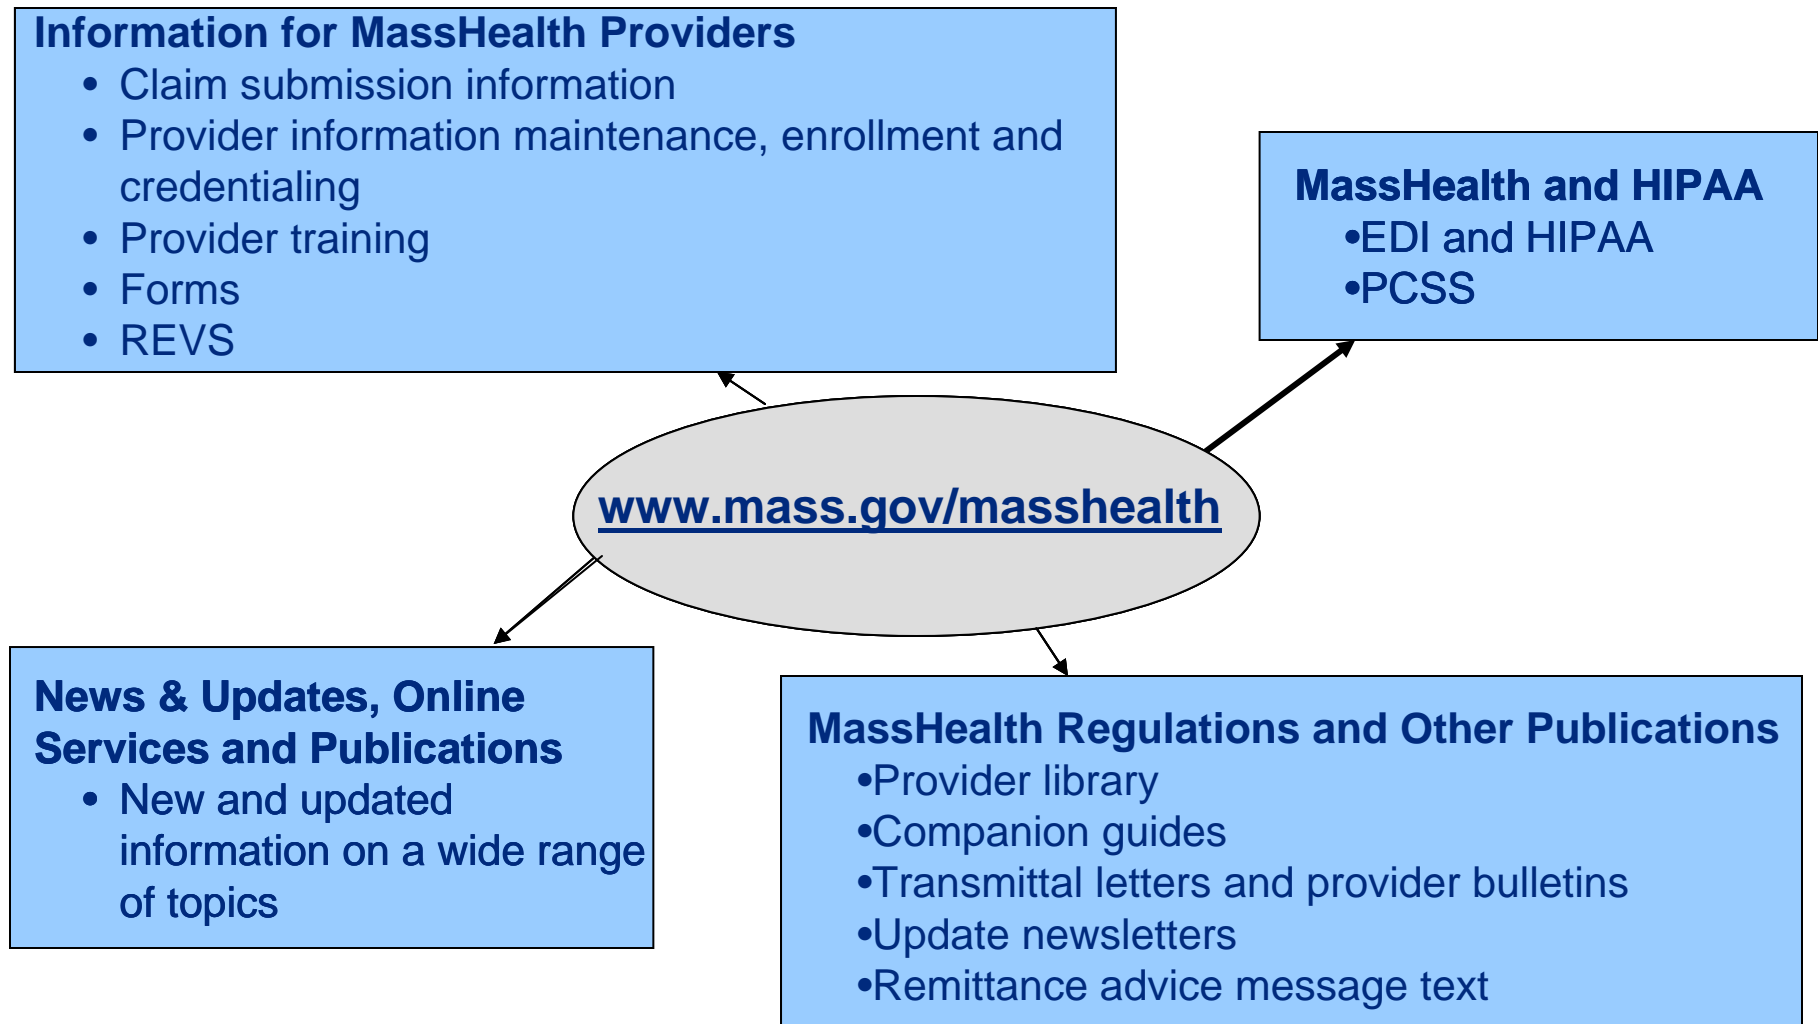 Information for MassHealth Providers
• Claim submission information
• Provider information maintenance, enrollment and
credentialing
• Provider training
• Forms
• REVS
MassHealth and HIPAA
•EDI and HIPAA
•PCSS
www.mass.gov/masshealth
News & Updates, Online
Services and Publications
• New and updated
information on a wide range
of topics
MassHealth Regulations and Other Publications
•Provider library
•Companion guides
•Transmittal letters and provider bulletins
•Update newsletters
•Remittance advice message text